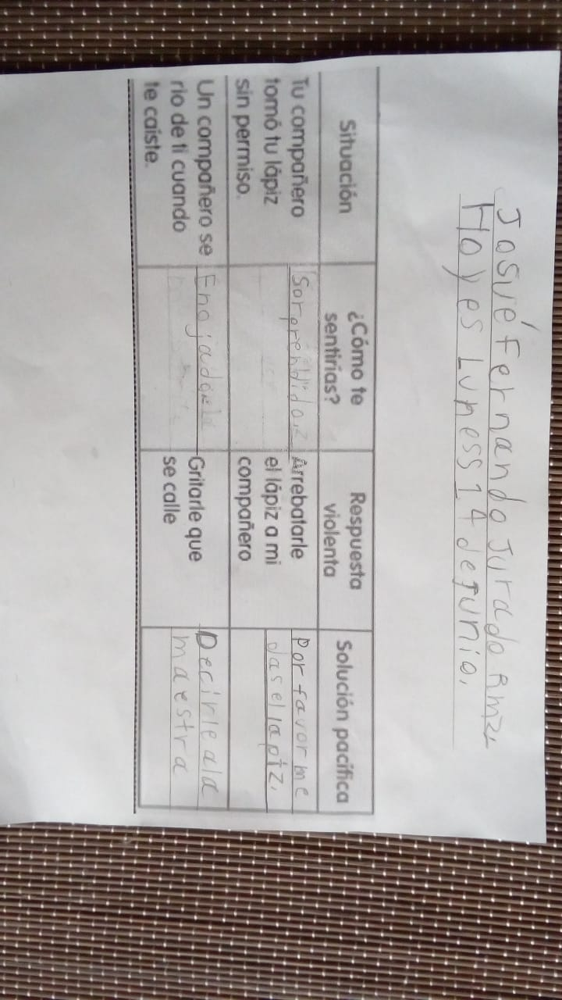 Josué Fernando Jurado Rmz
Hoy es Luness 14 de Junio.
Situación
¿Cómo te
sentirías?
Respuesta
violenta
Solución pacífica
Tu compañero
tomó tu lápiz
sin permiso.
Sorprendido.
Arrebatarle
el lápiz a mi
compañero
Por favor me
das el lapiz.
Un compañero se
rio de ti cuando
te caiste.
Enojado
Gritarle que
se calle
Decirle a la
maestra